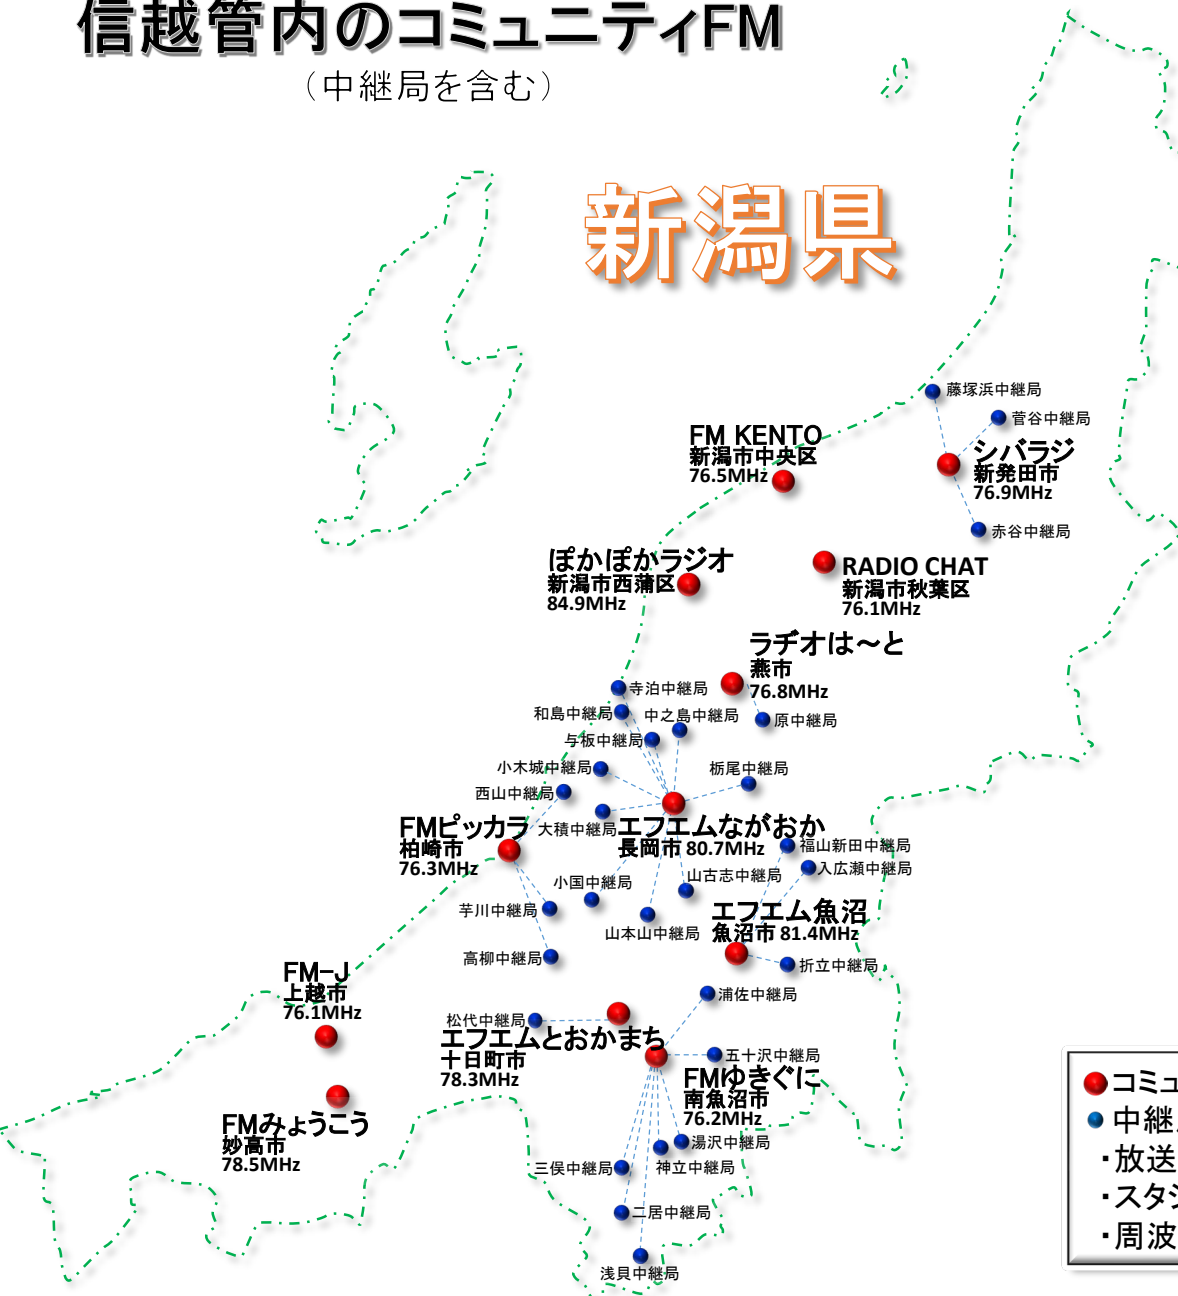 信越管内のコミュニティFM
（中継局を含む）
新潟県
藤塚浜中継局
菅谷中継局
シバラジ
新発田市
76.9MHz
赤谷中継局
FM KENTO
新潟市中央区
76.5MHz
ぽかぽかラジオ
新潟市西蒲区
84.9MHz
RADIO CHAT
新潟市秋葉区
76.1MHz
ラヂオは～と
燕市
76.8MHz
原中継局
寺泊中継局
和島中継局
中之島中継局
与板中継局
小木城中継局
栃尾中継局
西山中継局
大積中継局
エフエムながおか
長岡市 80.7MHz
FMピッカラ
柏崎市
76.3MHz
福山新田中継局
入広瀬中継局
山古志中継局
小国中継局
芋川中継局
山本山中継局
エフエム魚沼
魚沼市 81.4MHz
高柳中継局
折立中継局
FM-J
上越市
76.1MHz
浦佐中継局
松代中継局
エフエムとおかまち
十日町市
78.3MHz
五十沢中継局
FMゆきぐに
南魚沼市
76.2MHz
FMみょうこう
妙高市
78.5MHz
湯沢中継局
神立中継局
三俣中継局
二居中継局
浅貝中継局
コミュ
中継
・放送
・スタジ
・周波